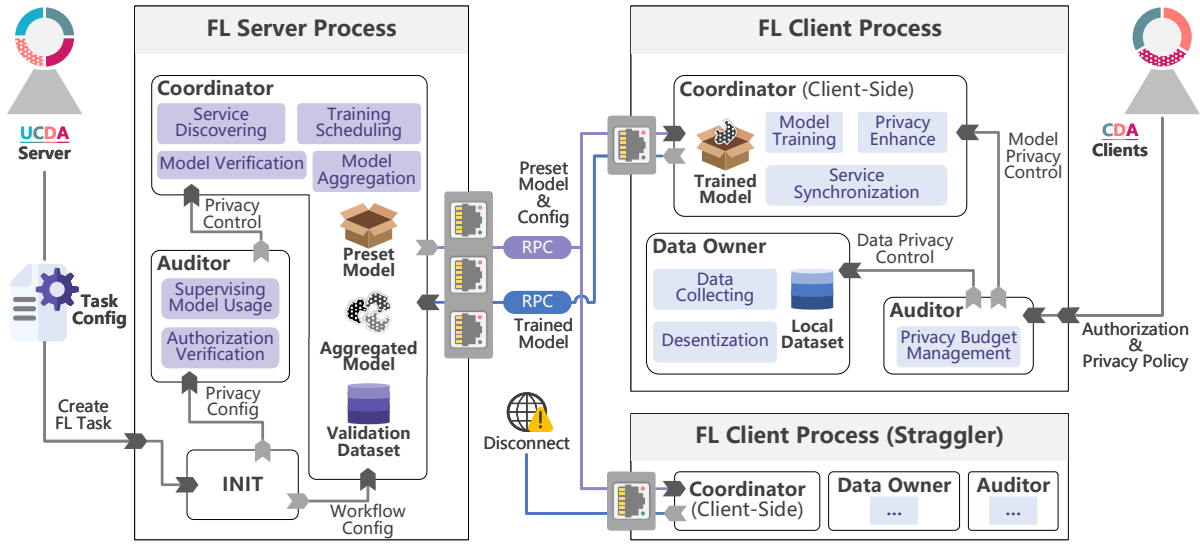 UCDA
Server
Task
Config
Create
FL Task
FL Server Process
Coordinator
Service
Discovering
Training
Scheduling
Model Verification
Model
Aggregation
Privacy
Control
Preset
Model
Auditor
Supervising
Model Usage
Authorization
Verification
Aggregated
Model
Privacy
Config
Validation
Dataset
INIT
Workflow
Config
Preset
Model
&
Config
RPC
RPC
Trained
Model
Disconnect
FL Client Process
Coordinator (Client-Side)
Trained
Model
Model
Training
Privacy
Enhance
Service
Synchronization
Model
Privacy
Control
Data Owner
Data
Collecting
Desentization
Local
Dataset
Data Privacy
Control
Auditor
Privacy Budget
Management
CDA
Clients
Authorization
&
Privacy Policy
FL Client Process (Straggler)
Coordinator
(Client-Side)
Data Owner
...
Auditor
...